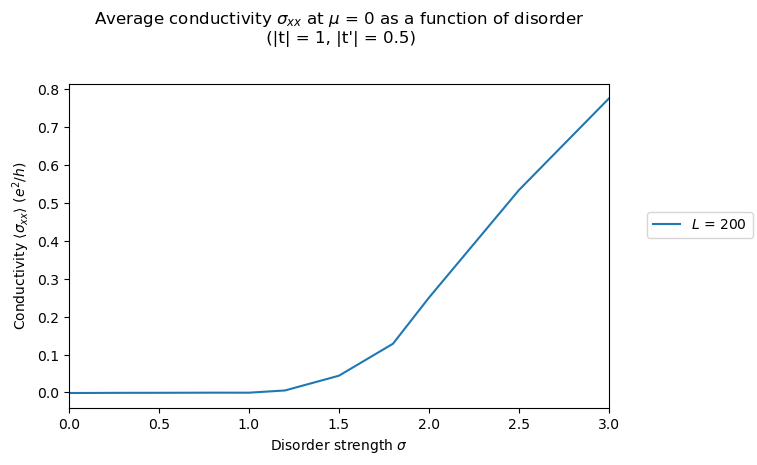 Average conductivity σxx at μ = 0 as a function of disorder
(|t| = 1, |t'| = 0.5)
0.8
0.7
0.6
0.5
0.4
0.3
0.2
0.1
0.0
Conductivity ⟨σxx⟩ (e²/h)
L = 200
0.0 0.5 1.0 1.5 2.0 2.5 3.0
Disorder strength σ